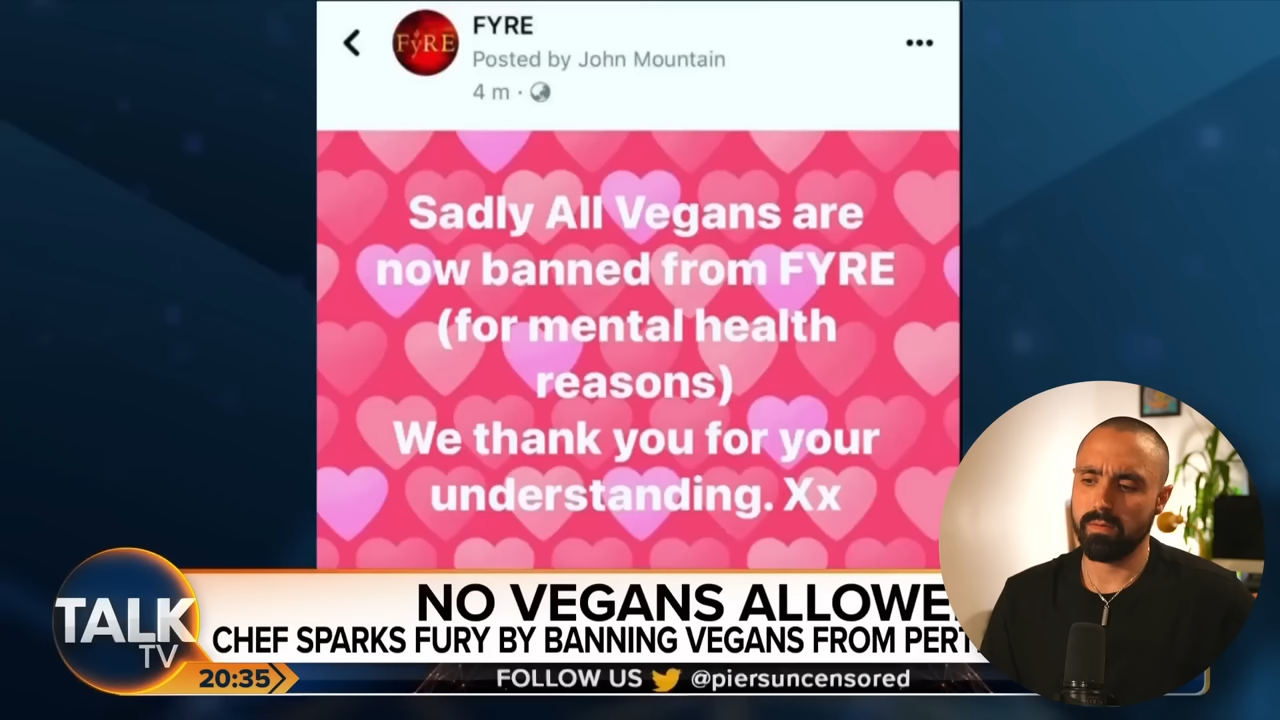 FYRE
FyRE
Posted by John Mountain
4 m ·
Sadly All Vegans are
now banned from FYRE
(for mental health
reasons)
We thank you for your
understanding. Xx
NO VEGANS ALLOWE
CHEF SPARKS FURY BY BANNING VEGANS FROM PERT
TALK
TV
20:35
FOLLOW US @piersuncensored